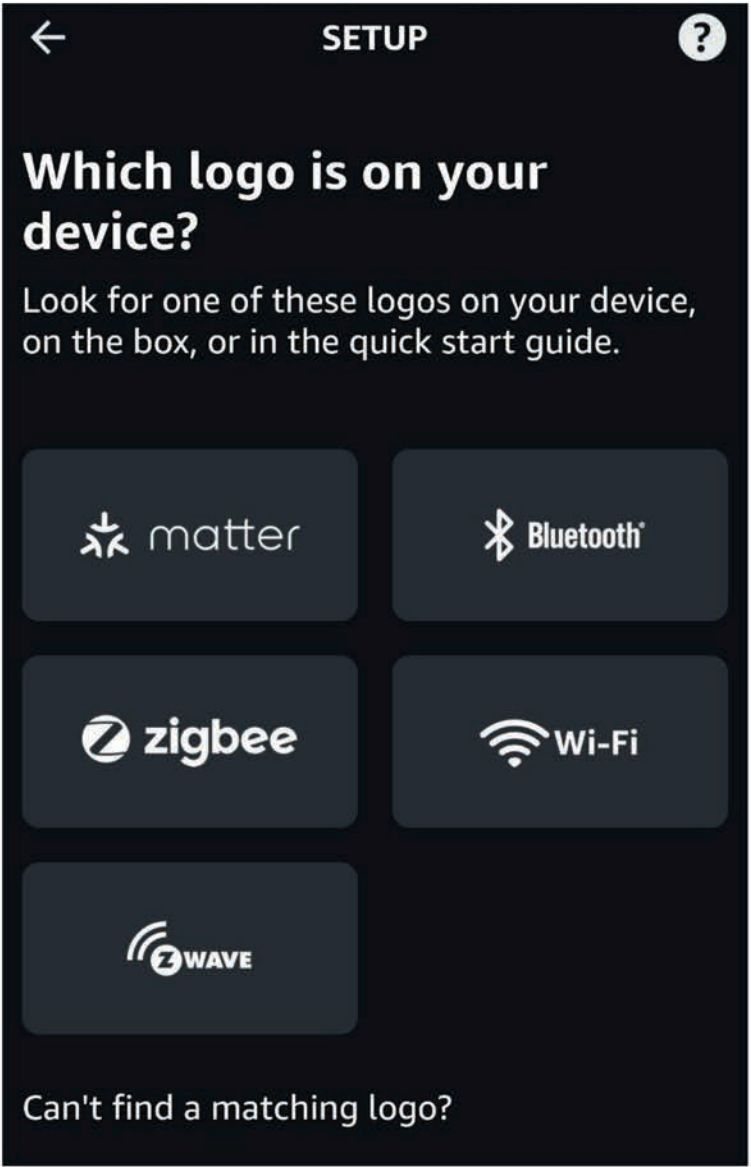 SETUP
?
Which logo is on your
device?
Look for one of these logos on your device,
on the box, or in the quick start guide.
matter
Bluetooth®
zigbee
Wi-Fi
Z WAVE
Can't find a matching logo?